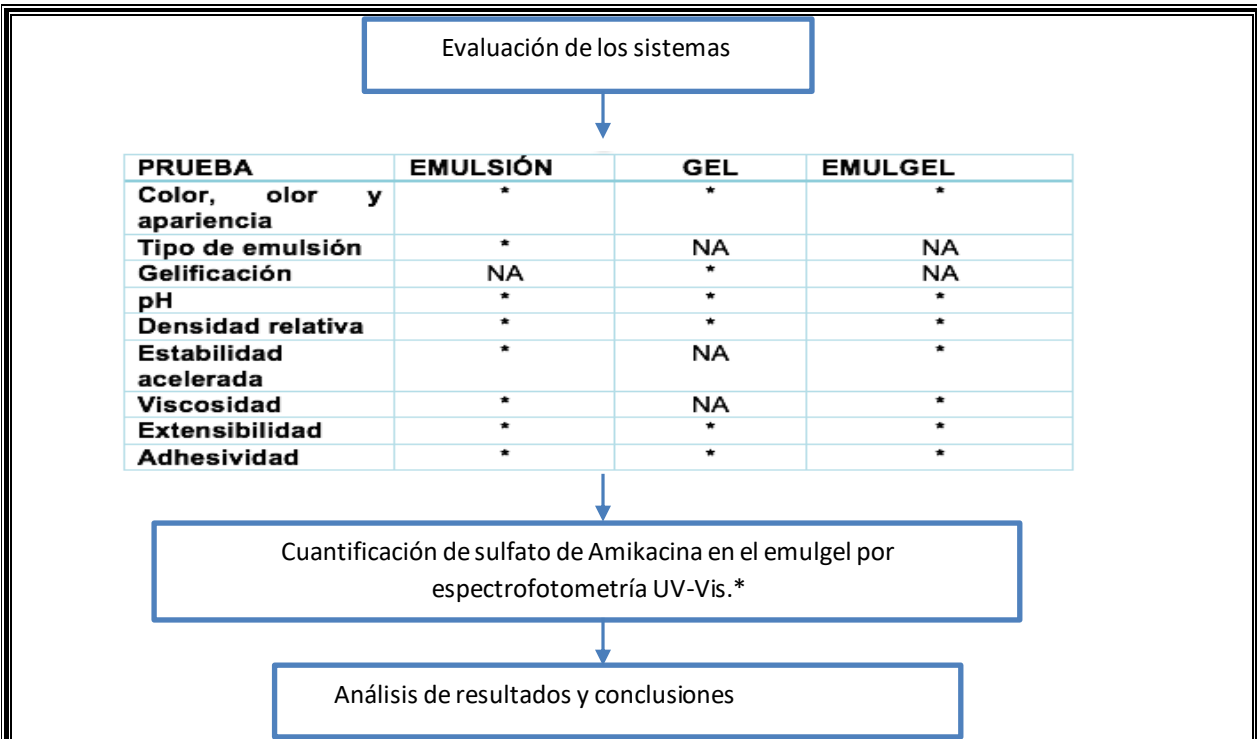 Evaluación de los sistemas
PRUEBA EMULSIÓN GEL EMULGEL
Color, olor y * * *
apariencia
Tipo de emulsión * NA NA
Gelificación NA * NA
pH * * *
Densidad relativa * * *
Estabilidad * NA *
acelerada
Viscosidad * NA *
Extensibilidad * * *
Adhesividad * * *
Cuantificación de sulfato de Amikacina en el emulgel por
espectrofotometría UV-Vis.*
Análisis de resultados y conclusiones